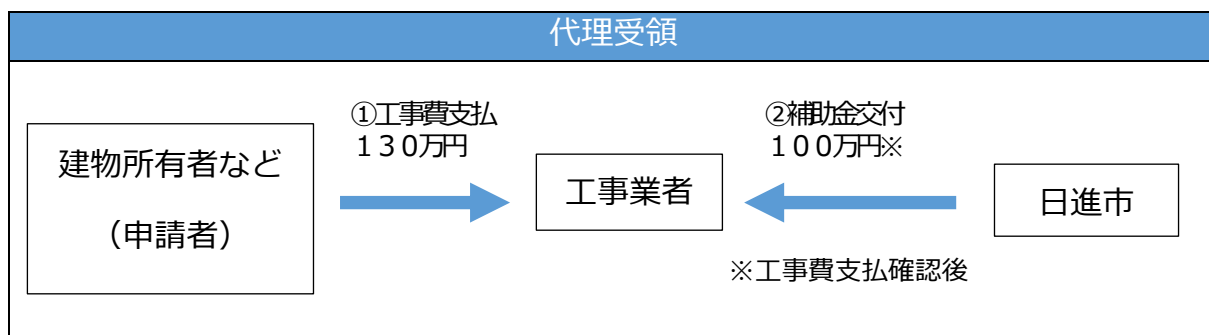 代理受領
①工事費支払
１３０万円
②補助金交付
１００万円※
建物所有者など
（申請者）
工事業者
日進市
※工事費支払確認後